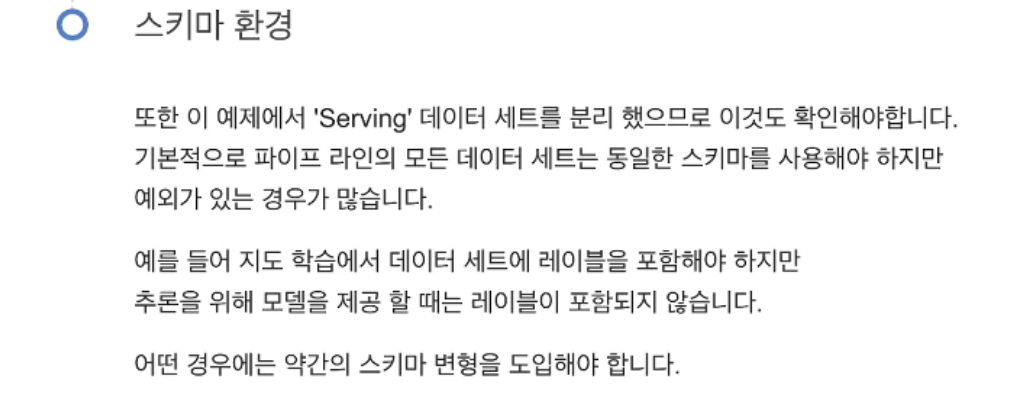 스키마 환경
또한 이 예제에서 'Serving' 데이터 세트를 분리 했으므로 이것도 확인해야합니다.
기본적으로 파이프 라인의 모든 데이터 세트는 동일한 스키마를 사용해야 하지만
예외가 있는 경우가 많습니다.
예를 들어 지도 학습에서 데이터 세트에 레이블을 포함해야 하지만
추론을 위해 모델을 제공 할 때는 레이블이 포함되지 않습니다.
어떤 경우에는 약간의 스키마 변형을 도입해야 합니다.